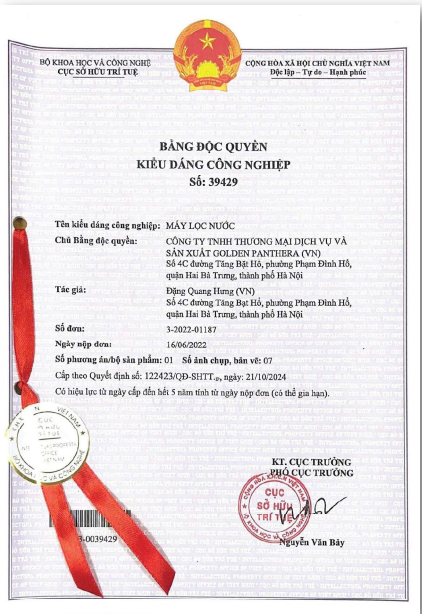 BỘ KHOA HỌC VÀ CÔNG NGHỆ
CỤC SỞ HỮU TRÍ TUỆ
CỘNG HÒA XÃ HỘI CHỦ NGHĨA VIỆT NAM
Độc lập – Tự do – Hạnh phúc
BẰNG ĐỘC QUYỀN
KIỂU DÁNG CÔNG NGHIỆP
Số: 39429
Tên kiểu dáng công nghiệp: MÁY LỌC NƯỚC
Chủ Bằng độc quyền: CÔNG TY TNHH THƯƠNG MẠI DỊCH VỤ VÀ
SẢN XUẤT GOLDEN PANTHERA (VN)
Số 4C đường Tăng Bạt Hổ, phường Phạm Đình Hổ,
quận Hai Bà Trưng, thành phố Hà Nội
Tác giả: Đặng Quang Hưng (VN)
Số 4C đường Tăng Bạt Hổ, phường Phạm Đình Hổ,
quận Hai Bà Trưng, thành phố Hà Nội
Số đơn: 3-2022-01187
Ngày nộp đơn: 16/06/2022
Số phương án/bộ sản phẩm: 01 Số ảnh chụp, bản vẽ: 07
Cấp theo Quyết định số: 122423/QĐ-SHTT.IP, ngày: 21/10/2024
Có hiệu lực từ ngày cấp đến hết 5 năm tính từ ngày nộp đơn (có thể gia hạn).
KT. CỤC TRƯỞNG
PHÓ CỤC TRƯỞNG
CỤC
SỞ HỮU
TRÍ TUỆ
Nguyễn Văn Bảy
CỤC
SỞ HỮU
TRÍ TUỆ
VIỆT NAM
3-0039429